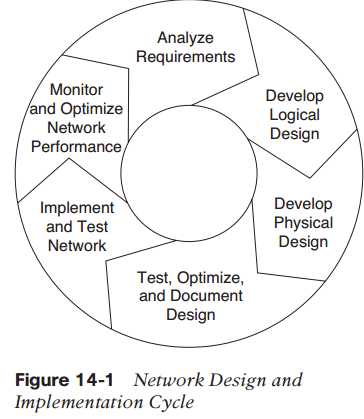 Analyze
Requirements
Develop
Logical
Design
Develop
Physical
Design
Test, Optimize,
and Document
Design
Implement
and Test
Network
Monitor
and Optimize
Network
Performance
Figure 14-1 Network Design and
Implementation Cycle